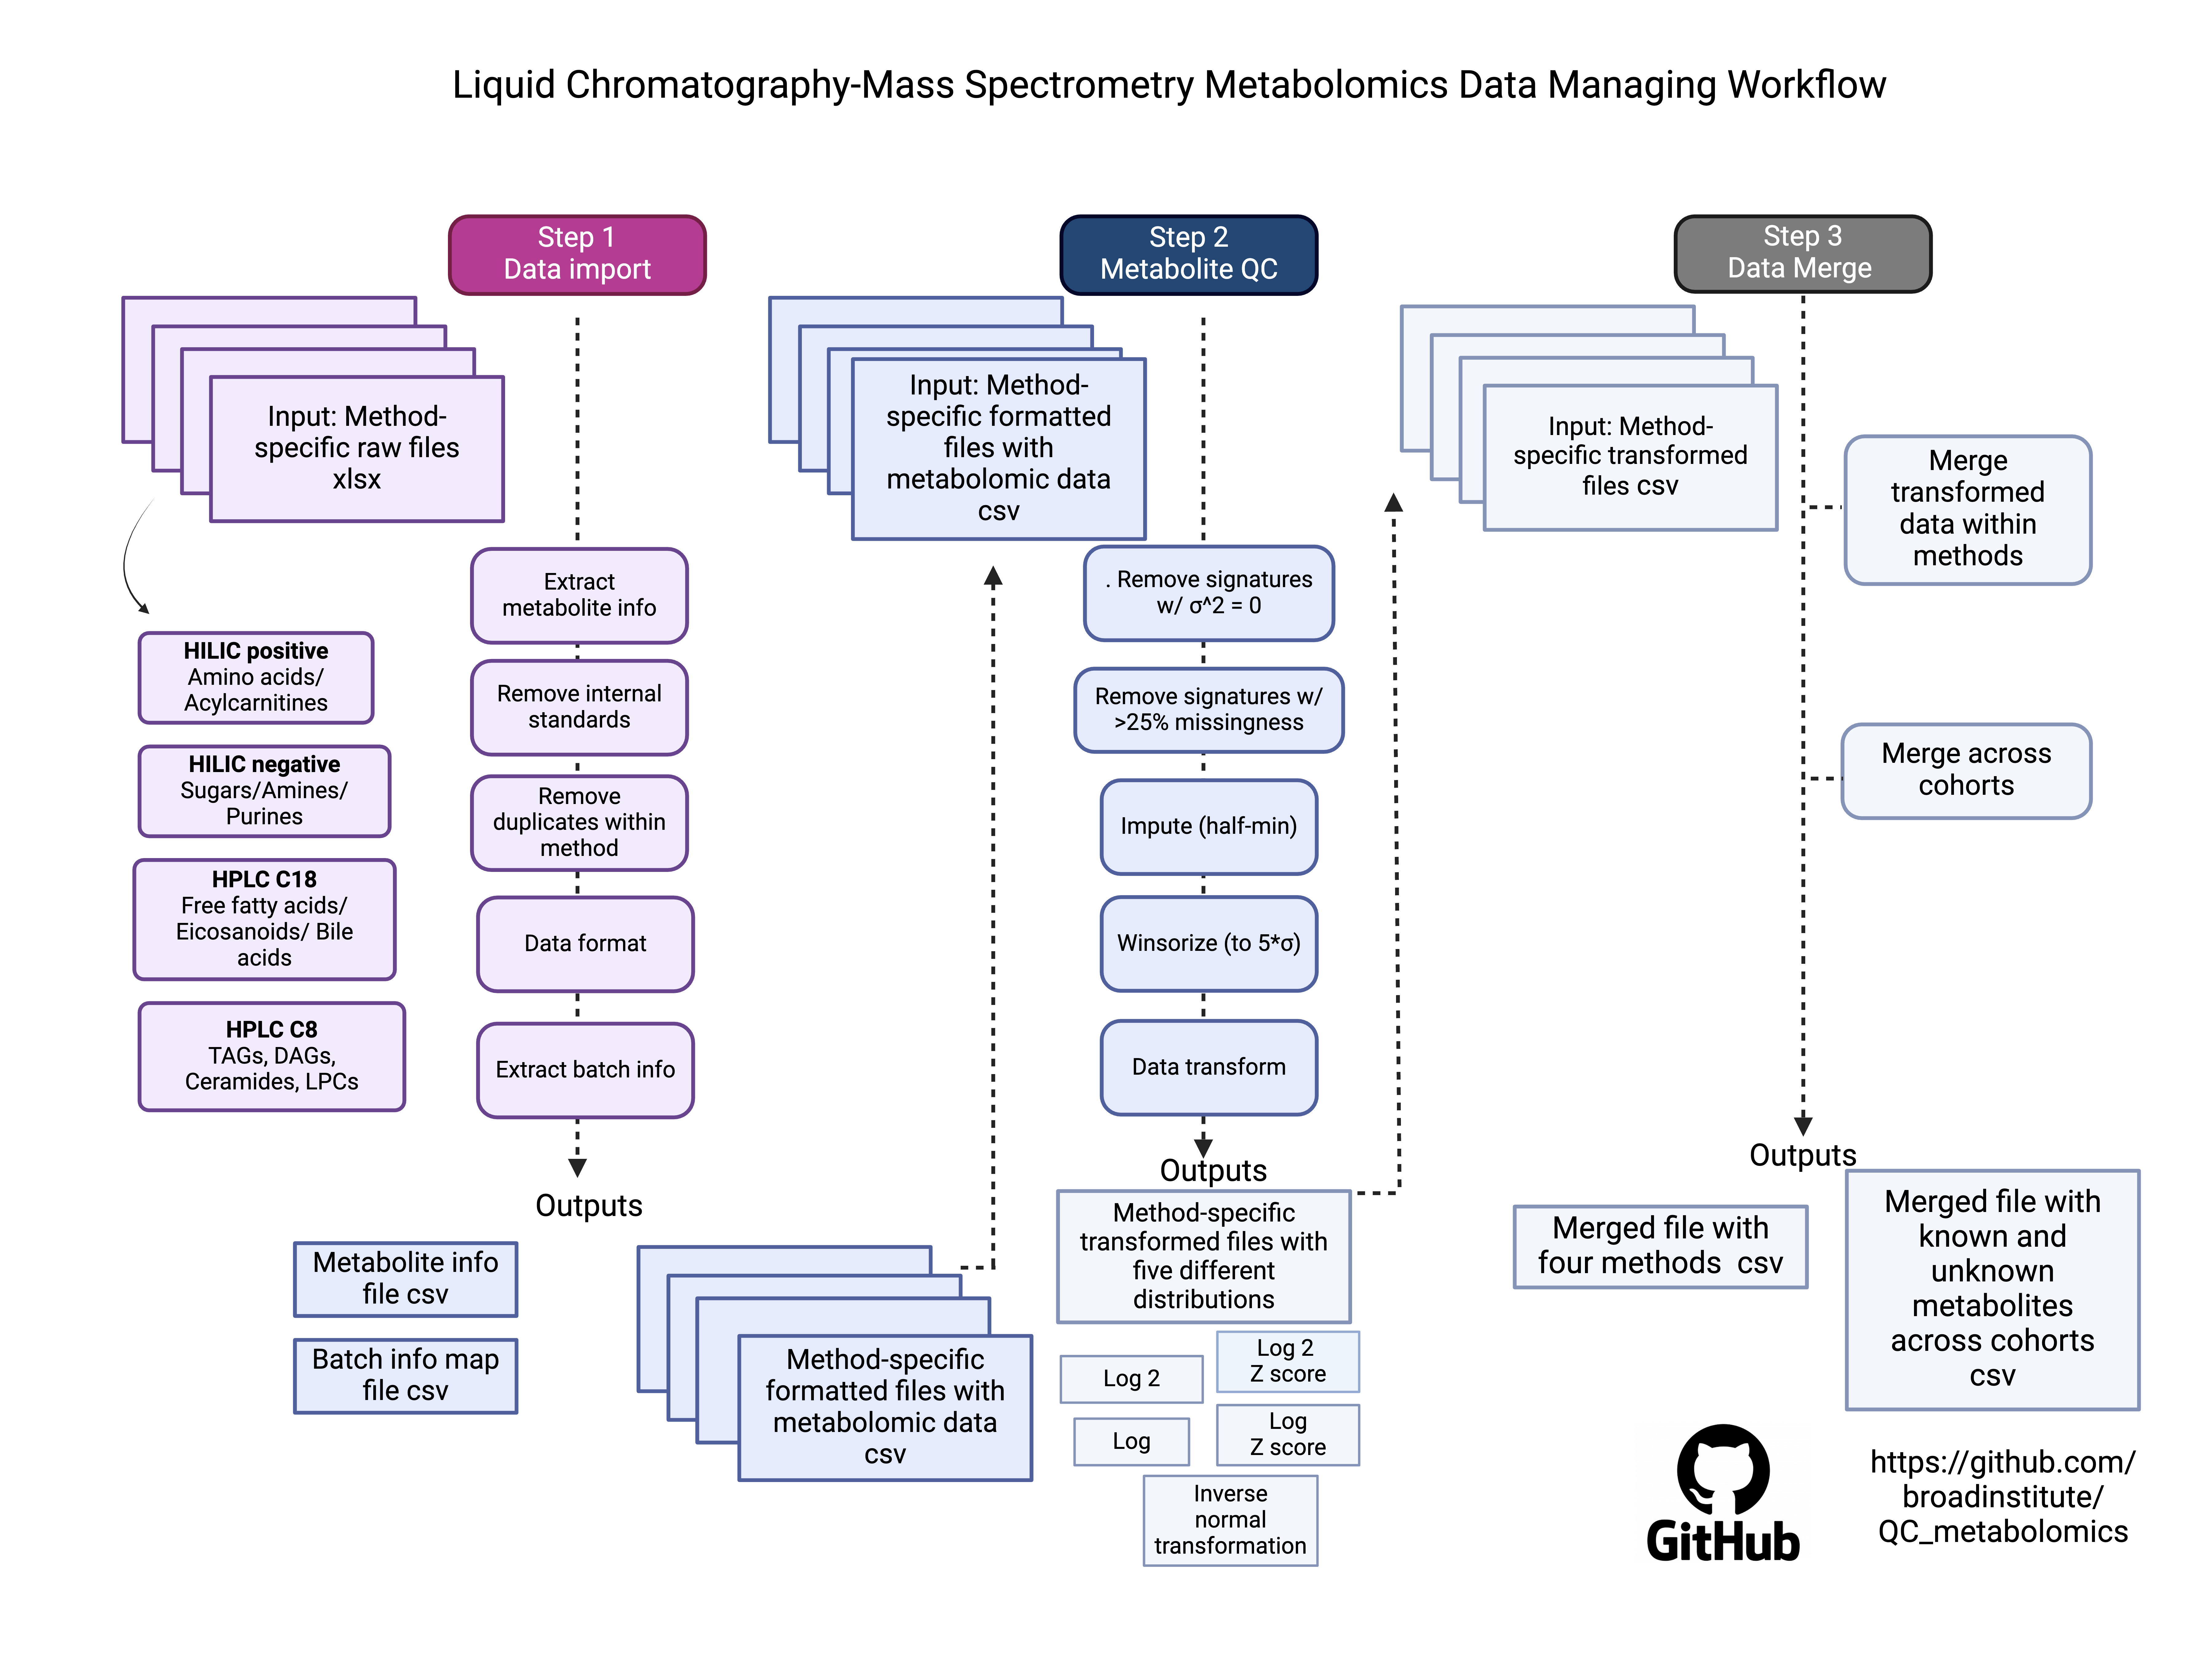 Liquid Chromatography-Mass Spectrometry Metabolomics Data Managing Workflow
Step 1
Data import
Input: Method-
specific raw files
xlsx
HILIC positive
Amino acids/
Acylcarnitines
HILIC negative
Sugars/Amines/
Purines
HPLC C18
Free fatty acids/
Eicosanoids/ Bile
acids
HPLC C8
TAGs, DAGs,
Ceramides, LPCs
Extract
metabolite info
Remove internal
standards
Remove
duplicates within
method
Data format
Extract batch info
Outputs
Metabolite info
file csv
Batch info map
file csv
Method-specific
formatted files with
metabolomic data
csv
Step 2
Metabolite QC
Input: Method-
specific formatted
files with
metabolomic data
csv
. Remove signatures
w/ σ^2 = 0
Remove signatures w/
>25% missingness
Impute (half-min)
Winsorize (to 5*σ)
Data transform
Outputs
Method-specific
transformed files with
five different
distributions
Log 2
Log 2
Z score
Log
Log
Z score
Inverse
normal
transformation
Step 3
Data Merge
Input: Method-
specific transformed
files csv
Merge
transformed
data within
methods
Merge across
cohorts
Outputs
Merged file with
four methods  csv
Merged file with
known and
unknown
metabolites
across cohorts
csv
GitHub
https://github.com/
broadinstitute/
QC_metabolomics